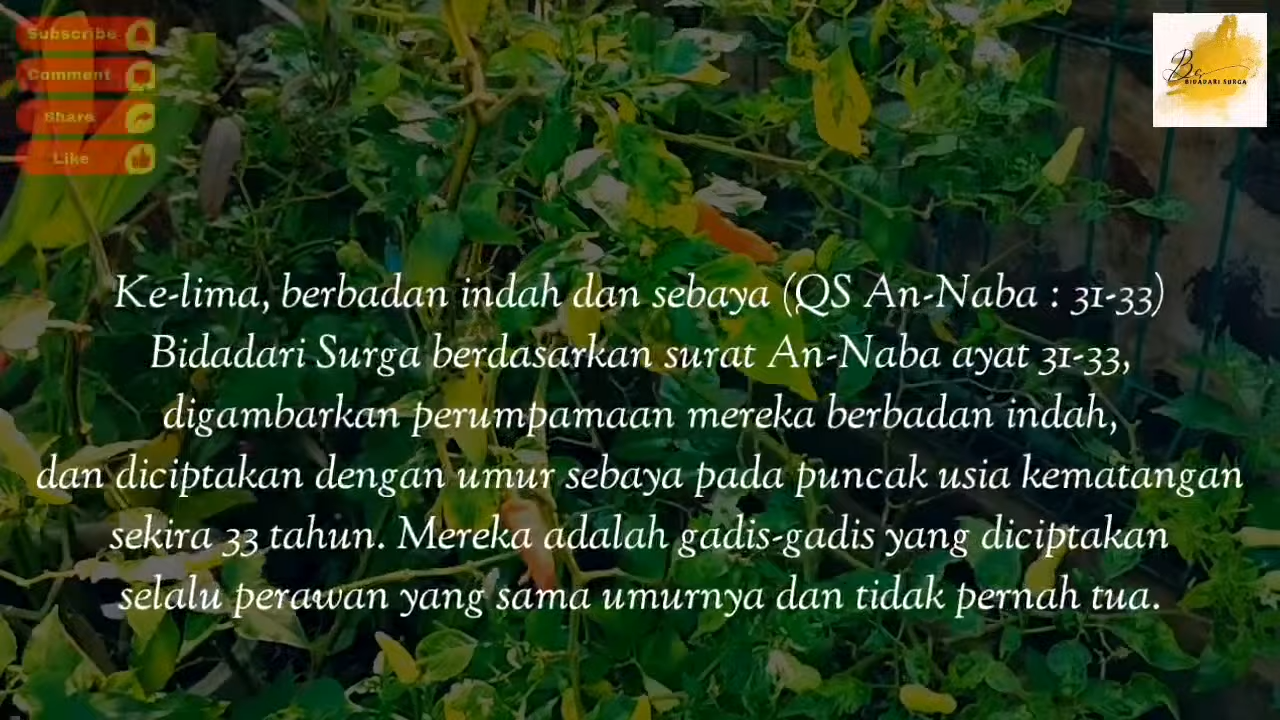 Subscribe
Comment
Share
Like
Bs
BIDADARI SURGA
Ke-lima, berbadan indah dan sebaya (QS An-Naba : 31-33)
Bidadari Surga berdasarkan surat An-Naba ayat 31-33,
digambarkan perumpamaan mereka berbadan indah,
dan diciptakan dengan umur sebaya pada puncak usia kematangan
sekira 33 tahun. Mereka adalah gadis-gadis yang diciptakan
selalu perawan yang sama umurnya dan tidak pernah tua.